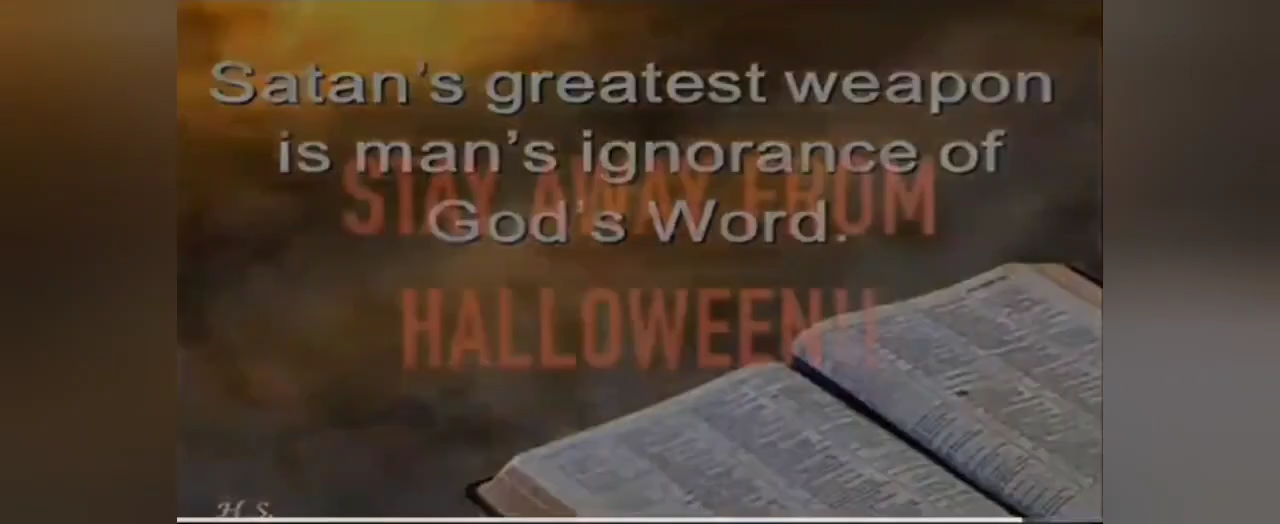 Satan's greatest weapon
is man's ignorance of
God's Word.
STAY AWAY FROM
HALLOWEEN!!
H.S.